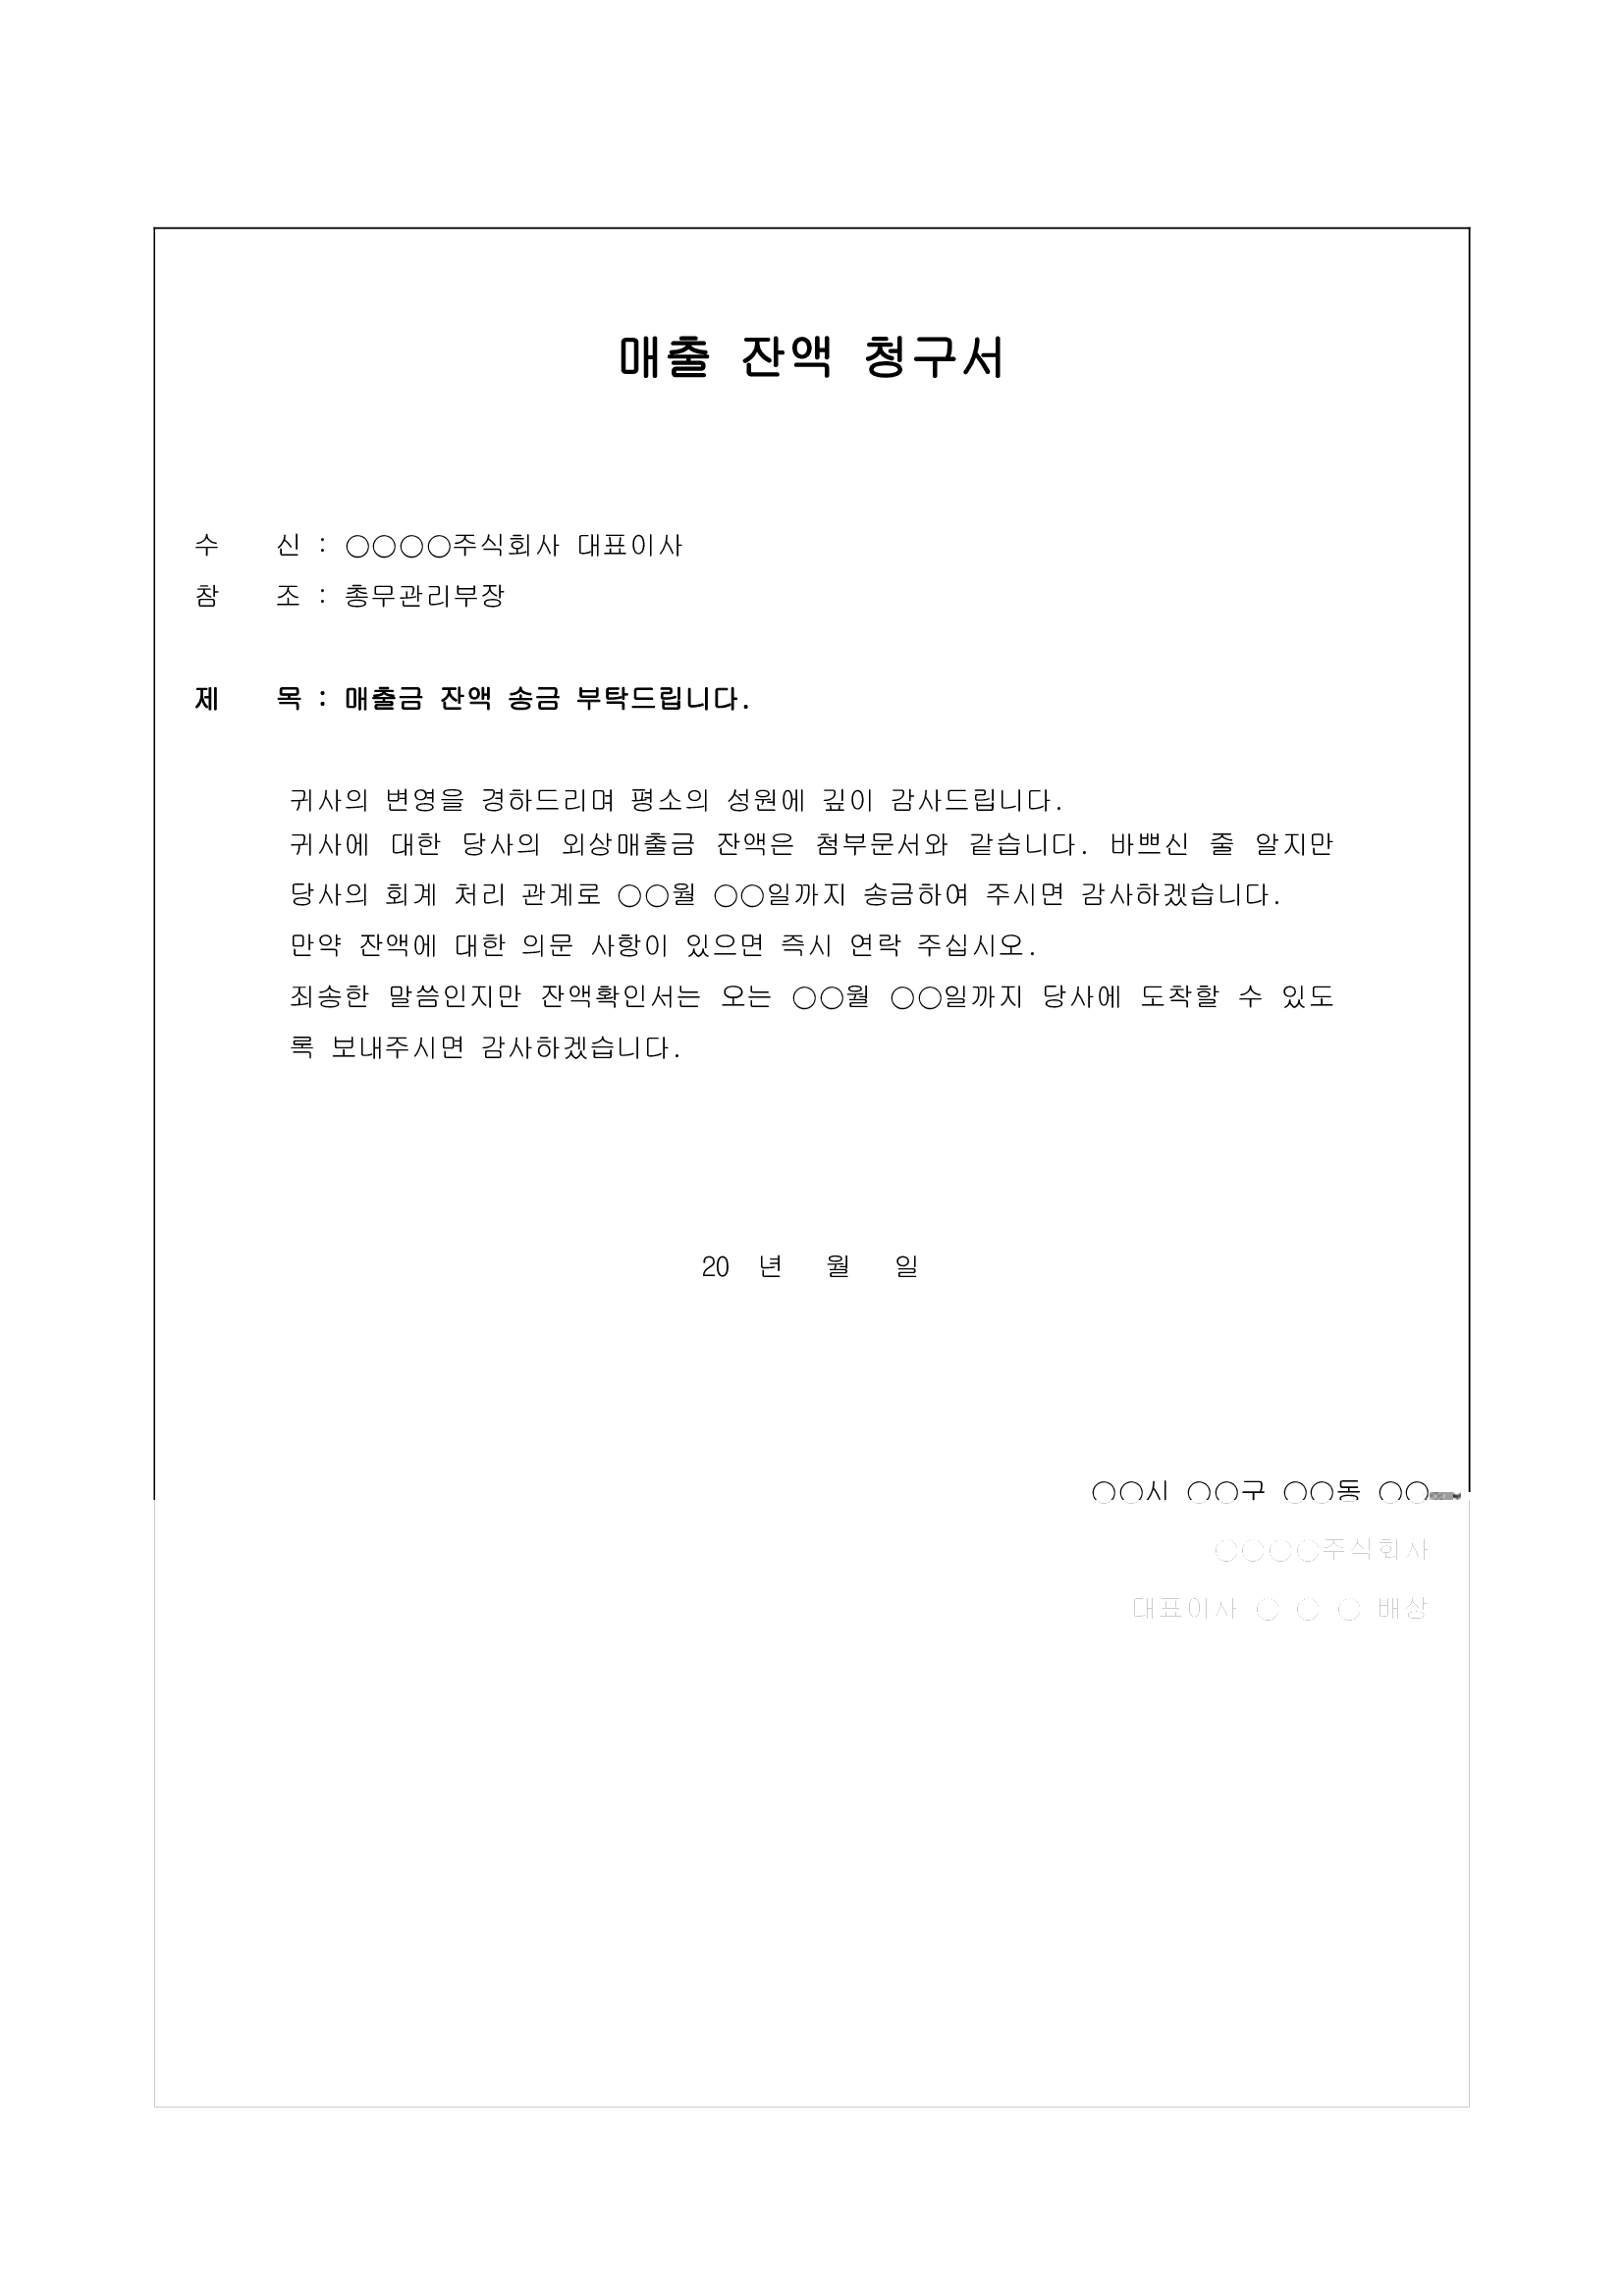 매출 잔액 청구서
수 신 : ○○○○주식회사 대표이사
참 조 : 총무관리부장
제 목 : 매출금 잔액 송금 부탁드립니다.
귀사의 변영을 경하드리며 평소의 성원에 깊이 감사드립니다.
귀사에 대한 당사의 외상매출금 잔액은 첨부문서와 같습니다. 바쁘신 줄 알지만
당사의 회계 처리 관계로 ○○월 ○○일까지 송금하여 주시면 감사하겠습니다.
만약 잔액에 대한 의문 사항이 있으면 즉시 연락 주십시오.
죄송한 말씀인지만 잔액확인서는 오는 ○○월 ○○일까지 당사에 도착할 수 있도
록 보내주시면 감사하겠습니다.
20 년 월 일
○○시 ○○구 ○○동 ○○
○○○○주식회사
대표이사 ○ ○ ○ 배상